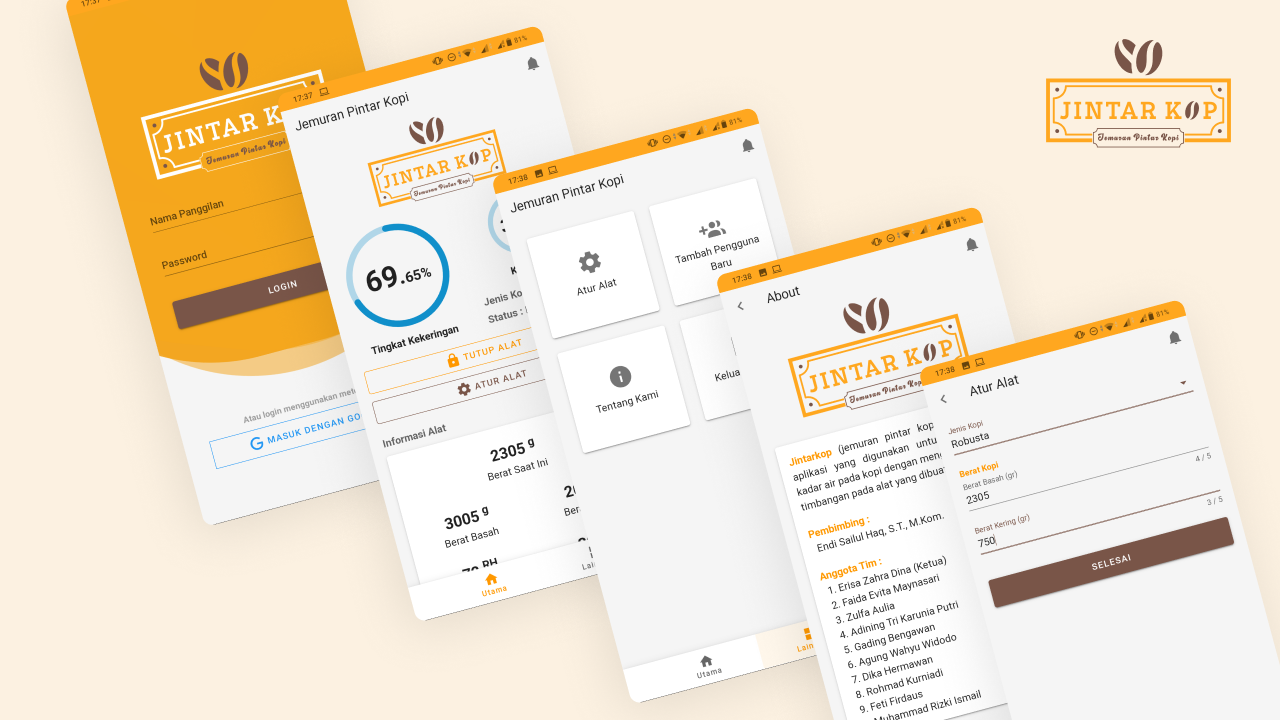 17:37
JINTAR K
Jemuran Pintar Kopi
Nama Panggilan
Password
LOGIN
Atau login menggunakan
MASUK DENGAN GO
17:37
81%
Jemuran Pintar Kopi
JINTAR KOP
Jemuran Pintar Kopi
69.65%
Tingkat Kekeringan
Jenis Ko
Status :
TUTUP ALAT
ATUR ALAT
Informasi Alat
2305 g
Berat Saat Ini
3005 g
Berat Basah
Ber
RH
Utama
17:38
81%
Jemuran Pintar Kopi
Atur Alat
Tambah Pengguna
Baru
Tentang Kami
Kelua
Utama
Lain
17:38
81%
About
JINTAR KOP
Jemuran Pintar Kop
Jintarkop (jemuran pintar kop
aplikasi yang digunakan untu
kadar air pada kopi dengan meng
timbangan pada alat yang dibua
Pembimbing :
Endi Sailul Haq, S.T., M.Kom.
Anggota Tim :
1. Erisa Zahra Dina (Ketua)
2. Faida Evita Maynasari
3. Zulfa Aulia
4. Adining Tri Karunia Putri
5. Gading Bengawan
6. Agung Wahyu Widodo
7. Dika Hermawan
8. Rohmad Kurniadi
9. Feti Firdaus
Muhammad Rizki Ismail
17:38
81%
Atur Alat
Jenis Kopi
Robusta
Berat Kopi
Berat Basah (gr)
2305
4 / 5
Berat Kering (gr)
750
3 / 5
SELESAI
JINTAR KOP
Jemuran Pintar Kopi